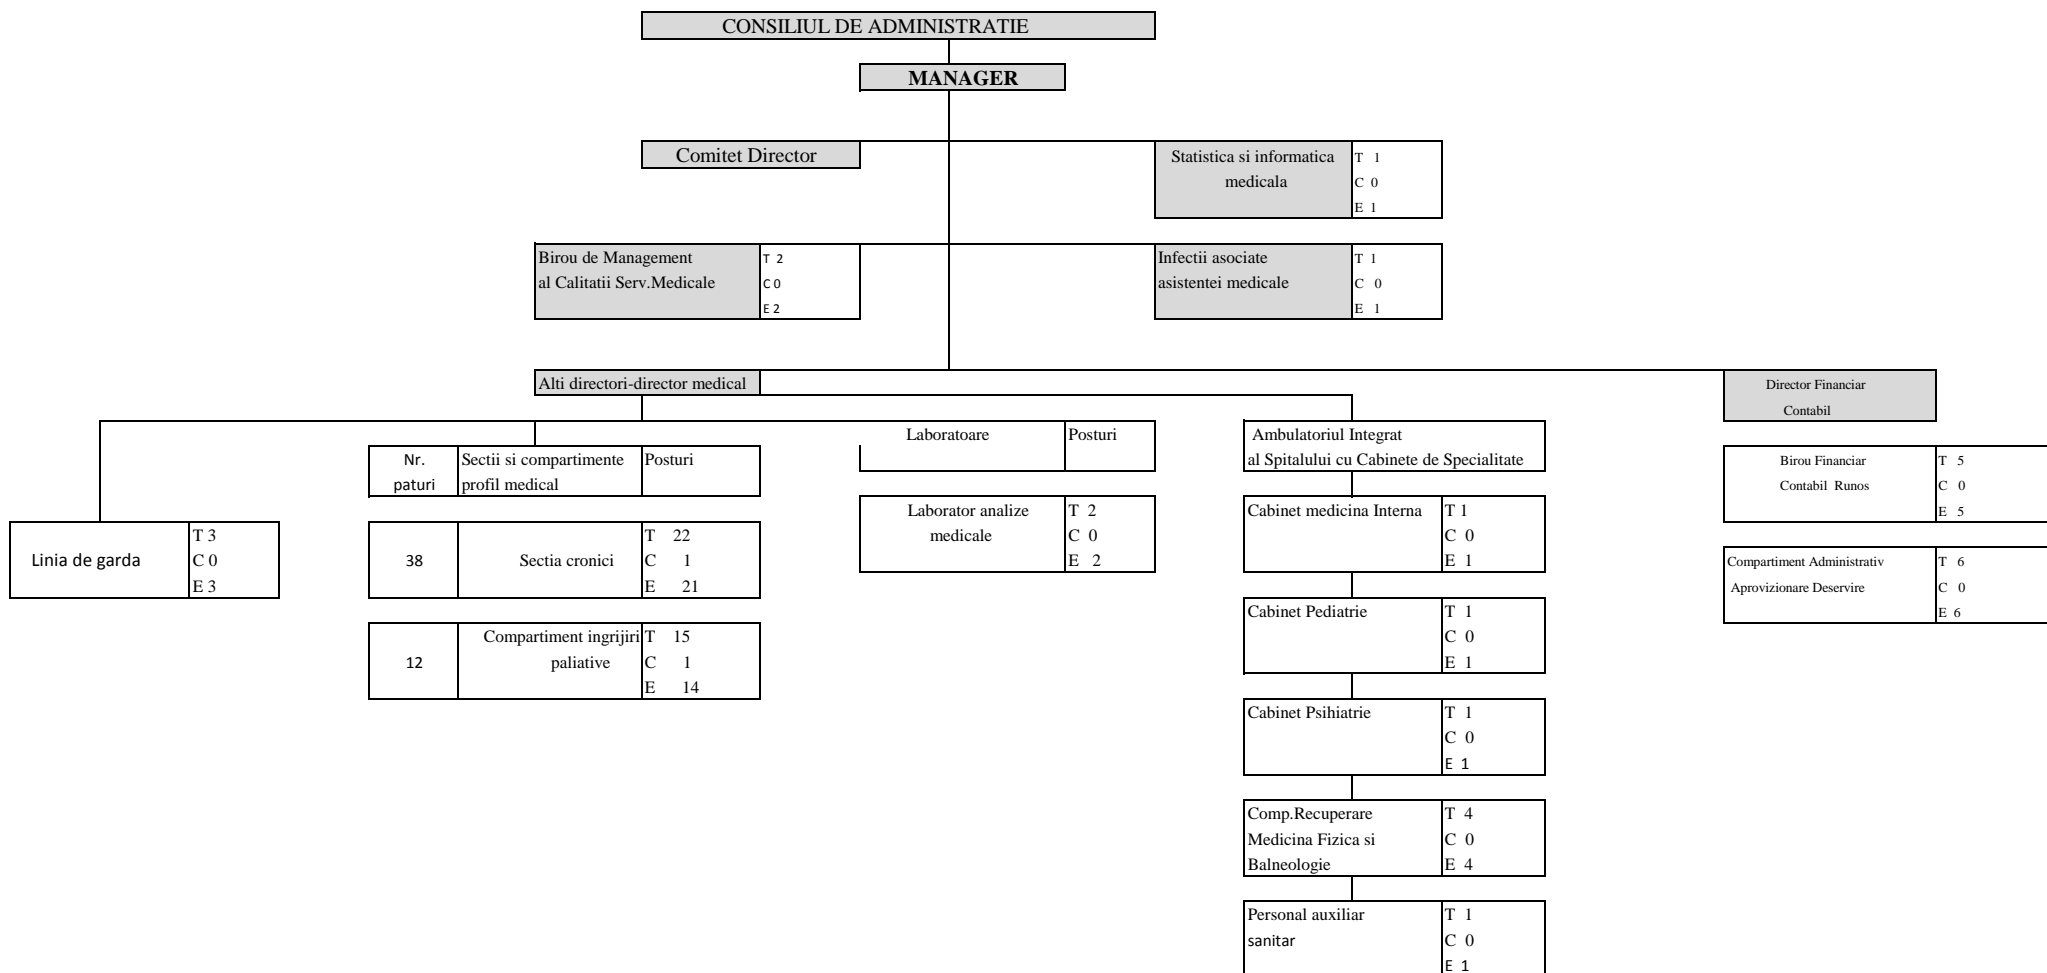 CONSILIUL DE ADMINISTRATIE
MANAGER
Comitet Director
Statistica si informatica
medicala
T 1
C 0
E 1
Birou de Management
al Calitatii Serv.Medicale
T 2
C 0
E 2
Infectii asociate
asistentei medicale
T 1
C 0
E 1
Alti directori-director medical
Director Financiar
Contabil
Linia de garda
T 3
C 0
E 3
Nr.
paturi
Sectii si compartimente
profil medical
Posturi
38
Sectia cronici
T 22
C 1
E 21
12
Compartiment ingrijiri
paliative
T 15
C 1
E 14
Laboratoare
Posturi
Laborator analize
medicale
T 2
C 0
E 2
Ambulatoriul Integrat
al Spitalului cu Cabinete de Specialitate
Cabinet medicina Interna
T 1
C 0
E 1
Cabinet Pediatrie
T 1
C 0
E 1
Cabinet Psihiatrie
T 1
C 0
E 1
Comp.Recuperare
Medicina Fizica si
Balneologie
T 4
C 0
E 4
Personal auxiliar
sanitar
T 1
C 0
E 1
Birou Financiar
Contabil Runos
T 5
C 0
E 5
Compartiment Administrativ
Aprovizionare Deservire
T 6
C 0
E 6